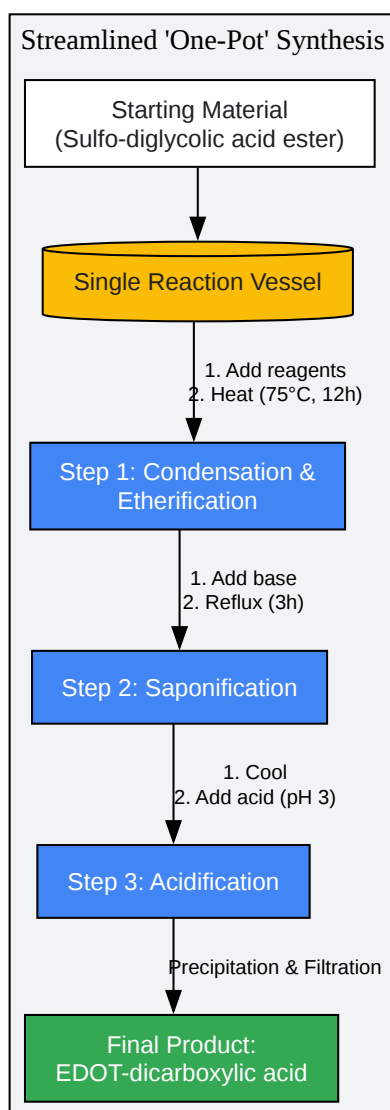 Streamlined 'One-Pot' Synthesis
Starting Material
(Sulfo-diglycolic acid ester)
Single Reaction Vessel
1. Add reagents
2. Heat (75°C, 12h)
Step 1: Condensation &
Etherification
1. Add base
2. Reflux (3h)
Step 2: Saponification
1. Cool
2. Add acid (pH 3)
Step 3: Acidification
Precipitation & Filtration
Final Product:
EDOT-dicarboxylic acid